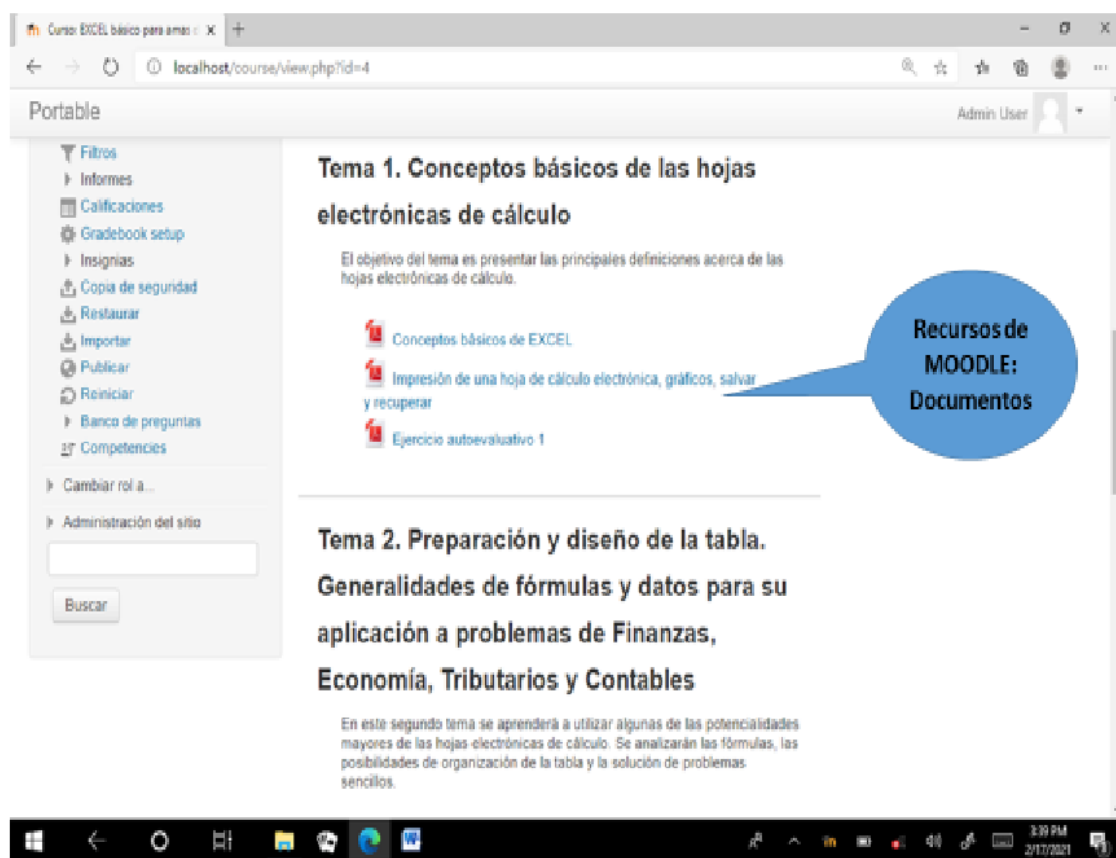 Curso: EXCEL básico para amas
localhost/course/view.php?id=4
Portable
Admin User
Filtros
Informes
Calificaciones
Gradebook setup
Insignias
Copia de seguridad
Restaurar
Importar
Publicar
Reiniciar
Banco de preguntas
Competencies
Cambiar rol a...
Administración del sitio
Buscar
Tema 1. Conceptos básicos de las hojas
electrónicas de cálculo
El objetivo del tema es presentar las principales definiciones acerca de las
hojas electrónicas de cálculo.
Conceptos básicos de EXCEL
Impresión de una hoja de cálculo electrónica, gráficos, salvar
y recuperar
Ejercicio autoevaluativo 1
Recursos de
MOODLE:
Documentos
Tema 2. Preparación y diseño de la tabla.
Generalidades de fórmulas y datos para su
aplicación a problemas de Finanzas,
Economía, Tributarios y Contables
En este segundo tema se aprenderá a utilizar algunas de las potencialidades
mayores de las hojas electrónicas de cálculo. Se analizarán las fórmulas, las
posibilidades de organización de la tabla y la solución de problemas
sencillos.
3:39 PM
2/17/2021